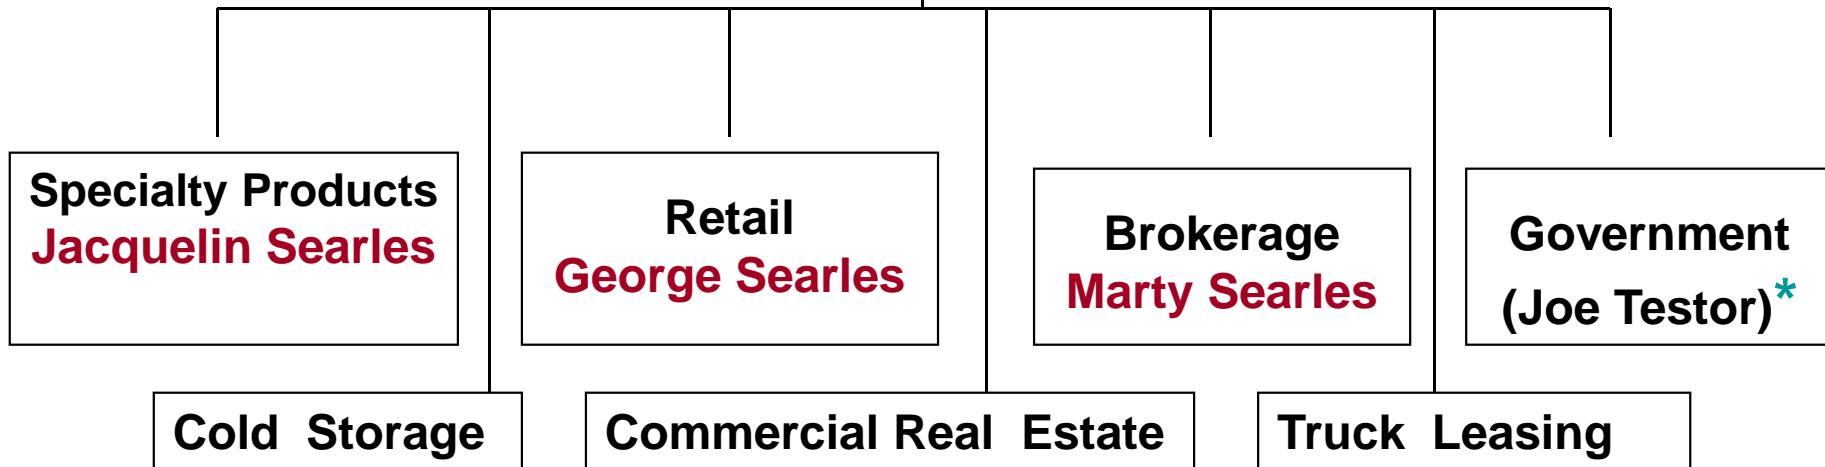 Specialty Products
Jacquelin Searles
Retail
George Searles
Brokerage
Marty Searles
Government
(Joe Testor)*
Cold Storage
Commercial Real Estate
Truck Leasing